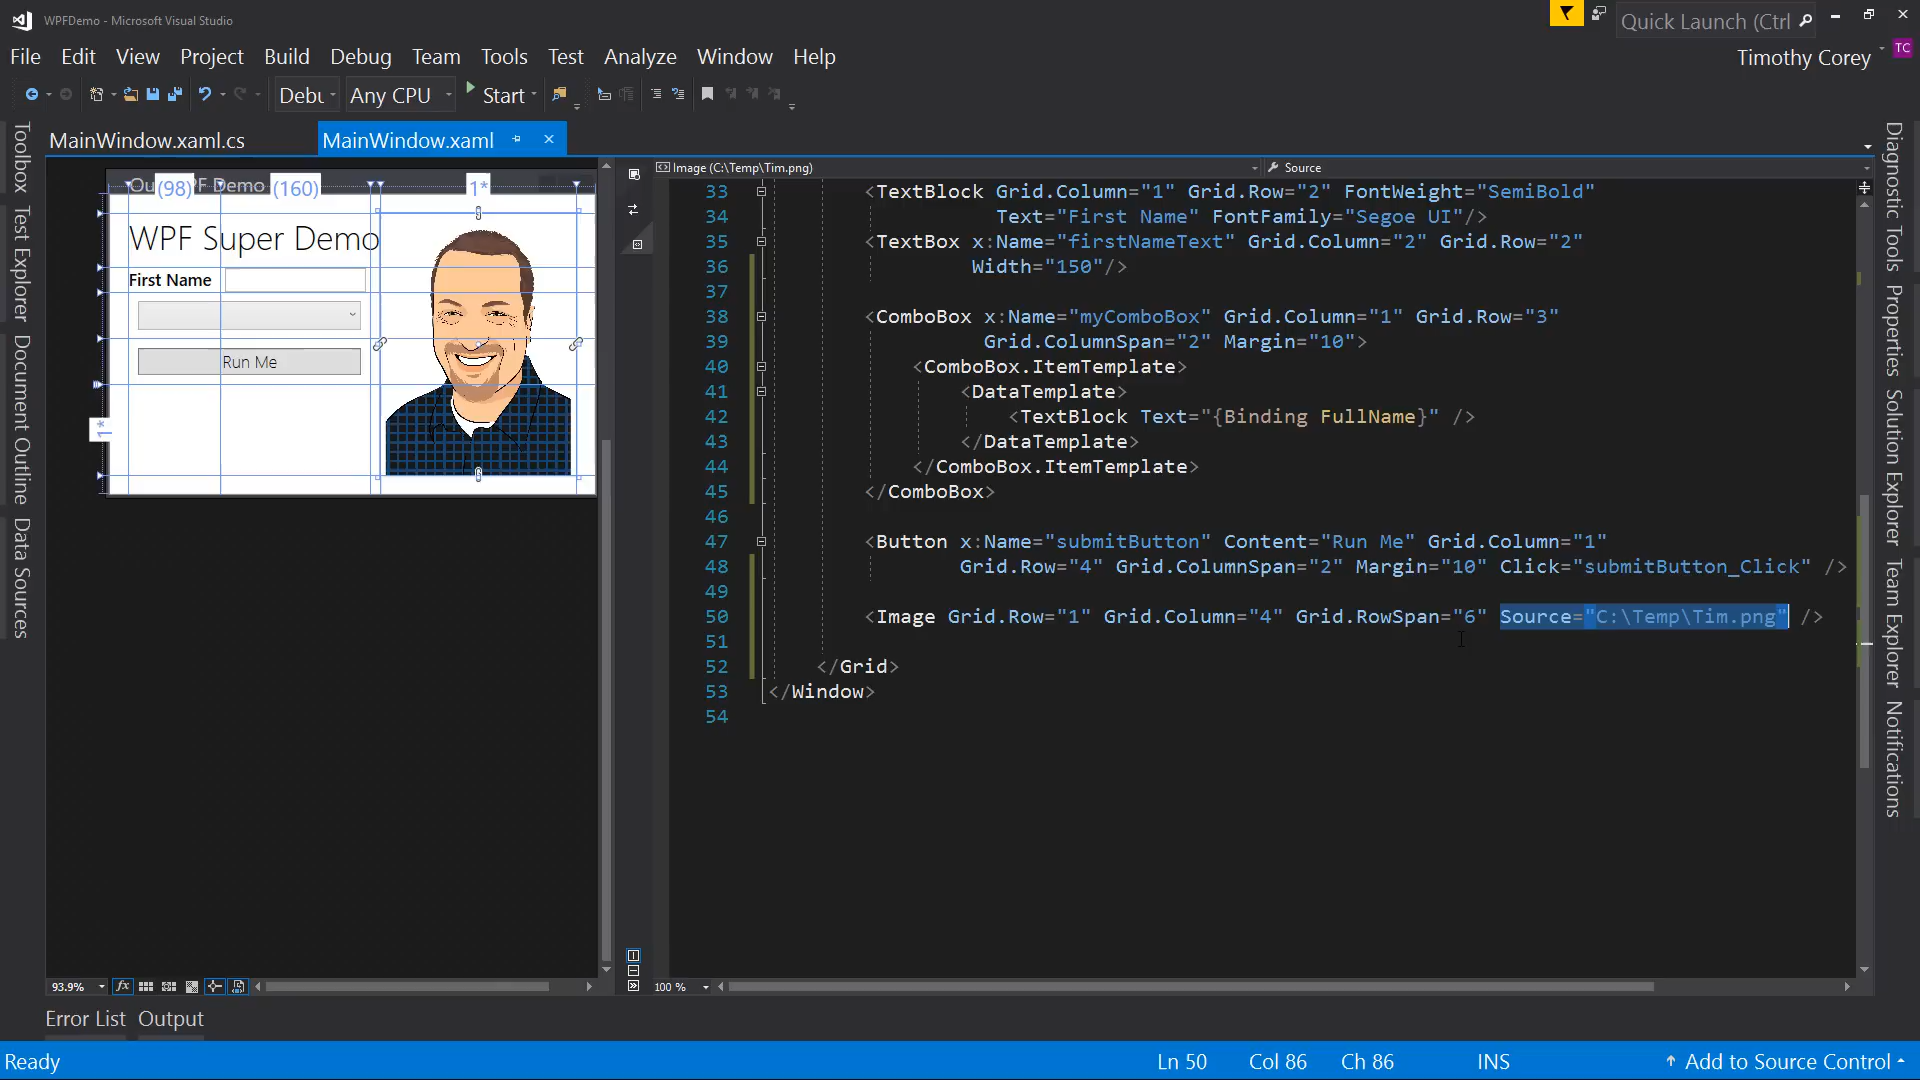 WPFDemo - Microsoft Visual Studio
Quick Launch (Ctrl
File Edit View Project Build Debug Team Tools Test Analyze Window Help
Timothy Corey
TC
Debu
Any CPU
Start
MainWindow.xaml.cs
MainWindow.xaml
Toolbox
Test Explorer
Document Outline
Data Sources
(98)
Demo
(160)
1*
WPF Super Demo
First Name
Run Me
1*
Image (C:\Temp\Tim.png)
Source
33 <TextBlock Grid.Column="1" Grid.Row="2" FontWeight="SemiBold"
34 Text="First Name" FontFamily="Segoe UI"/>
35 <TextBox x:Name="firstNameText" Grid.Column="2" Grid.Row="2"
36 Width="150"/>
37
38 <ComboBox x:Name="myComboBox" Grid.Column="1" Grid.Row="3"
39 Grid.ColumnSpan="2" Margin="10">
40 <ComboBox.ItemTemplate>
41 <DataTemplate>
42 <TextBlock Text="{Binding FullName}" />
43 </DataTemplate>
44 </ComboBox.ItemTemplate>
45 </ComboBox>
46
47 <Button x:Name="submitButton" Content="Run Me" Grid.Column="1"
48 Grid.Row="4" Grid.ColumnSpan="2" Margin="10" Click="submitButton_Click" />
49
50 <Image Grid.Row="1" Grid.Column="4" Grid.RowSpan="6" Source="C:\Temp\Tim.png" />
51
52 </Grid>
53 </Window>
54
Diagnostic Tools
Properties
Solution Explorer
Team Explorer
Notifications
93.9%
fx
100 %
Error List
Output
Ready
Ln 50
Col 86
Ch 86
INS
Add to Source Control